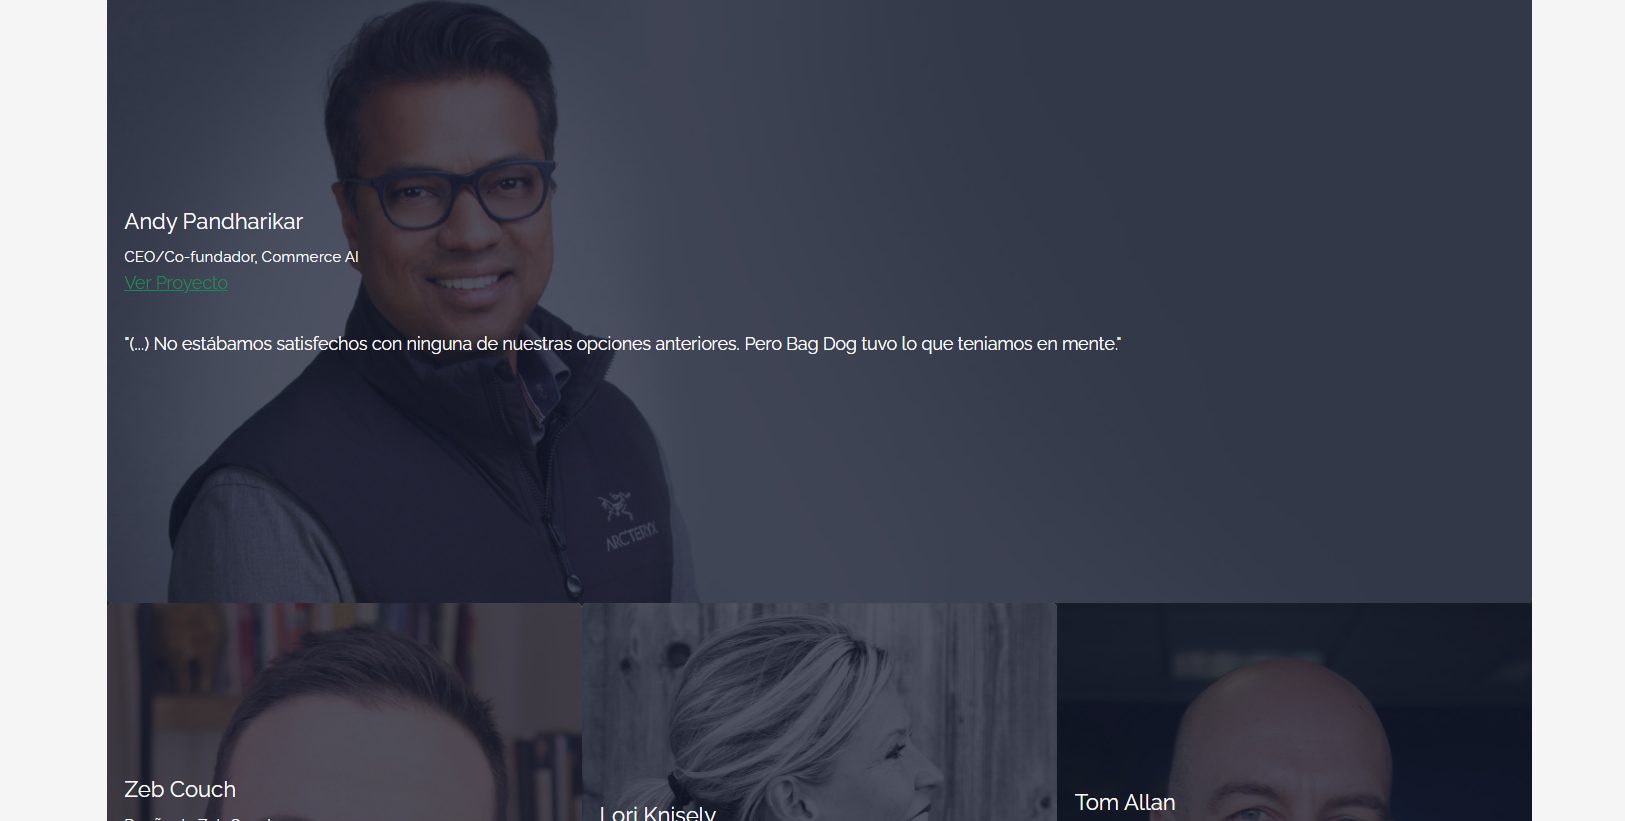 Andy Pandharikar
CEO/Co-fundador, Commerce AI
Ver Proyecto
"(...) No estábamos satisfechos con ninguna de nuestras opciones anteriores. Pero Bag Dog tuvo lo que teniamos en mente."
ARC'TERYX
Zeb Couch
Lori Knisely
Tom Allan